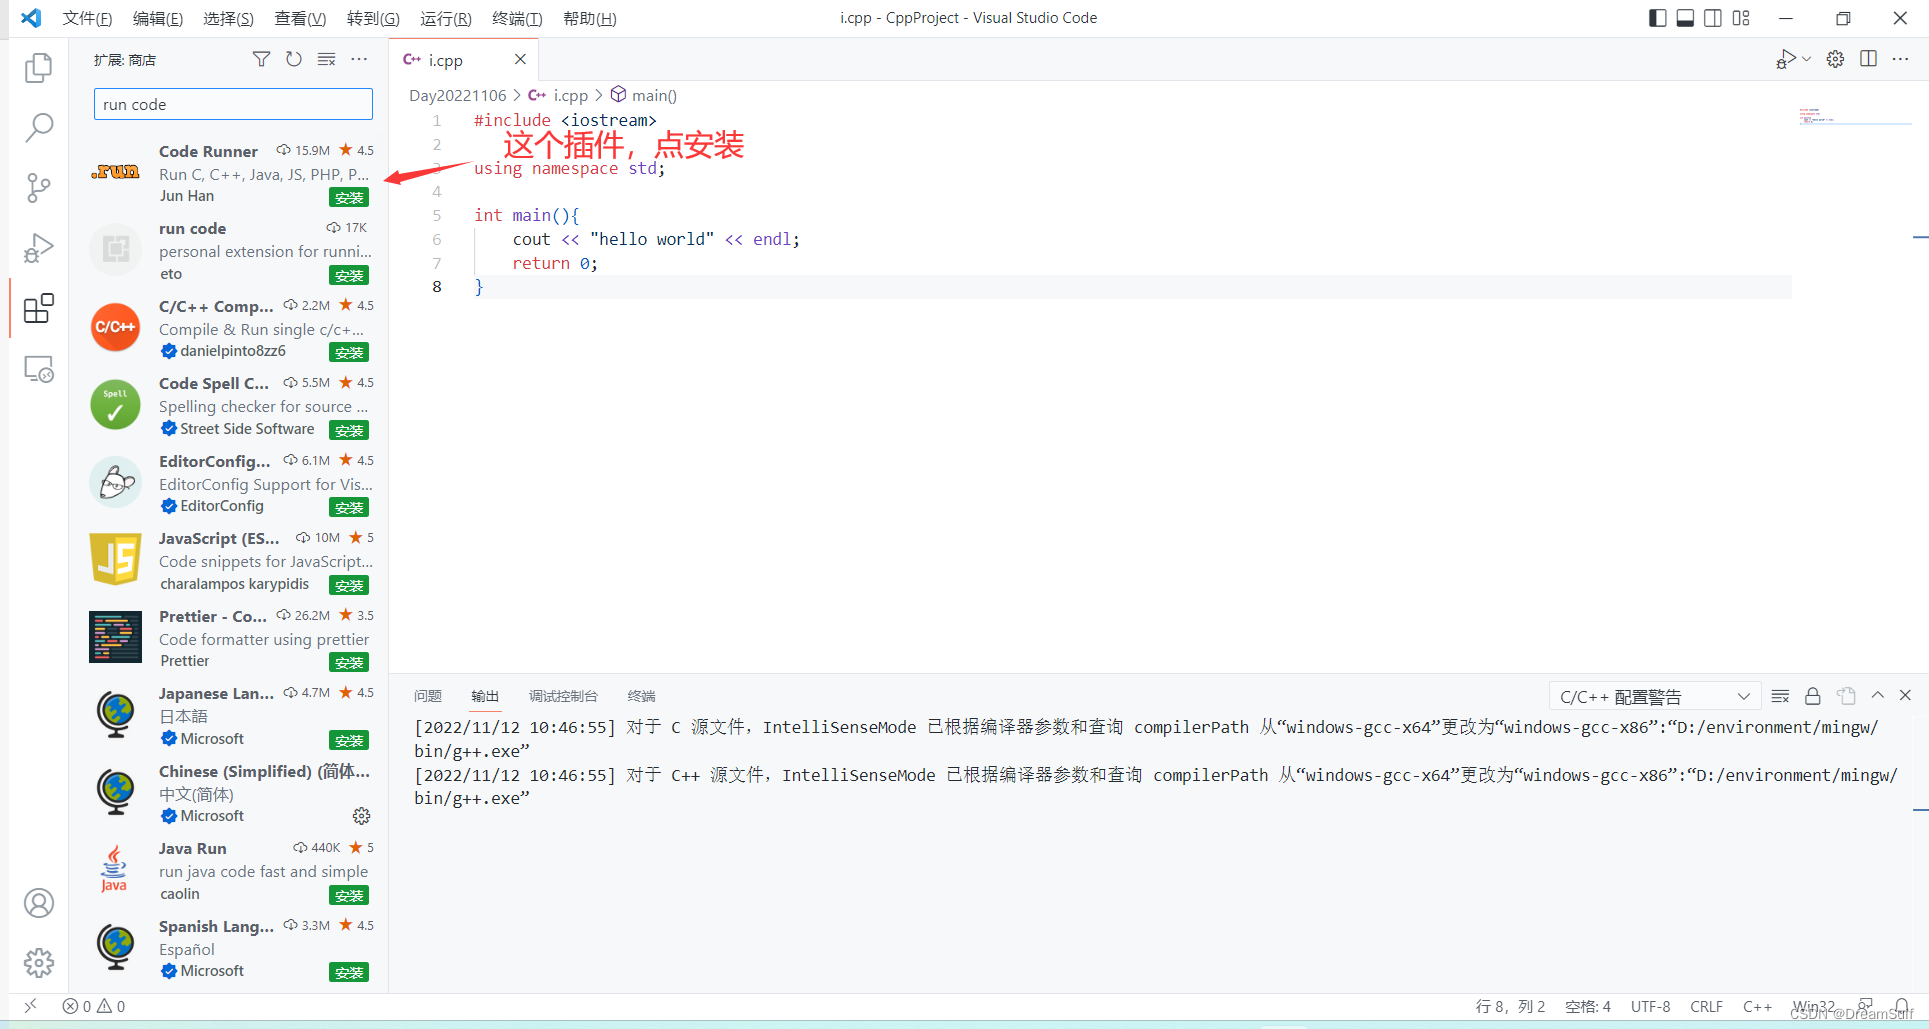 文件(F) 编辑(E) 选择(S) 查看(V) 转到(G) 运行(R) 终端(T) 帮助(H)
i.cpp - CppProject - Visual Studio Code
扩展: 商店
run code
Code Runner 15.9M ★ 4.5
.run
Run C, C++, Java, JS, PHP, P...
Jun Han 安装
run code 17K
personal extension for runni...
eto 安装
C/C++ Comp... 2.2M ★ 4.5
C/C++
Compile & Run single c/c+...
danielpinto8zz6 安装
Code Spell C... 5.5M ★ 4.5
Spell
Spelling checker for source ...
Street Side Software 安装
EditorConfig... 6.1M ★ 4.5
EditorConfig Support for Vis...
EditorConfig 安装
JavaScript (ES... 10M ★ 5
JS
Code snippets for JavaScript...
charalampos karypidis 安装
Prettier - Co... 26.2M ★ 3.5
Code formatter using prettier
Prettier 安装
Japanese Lan... 4.7M ★ 4.5
日本語
Microsoft 安装
Chinese (Simplified) (简体...
中文(简体)
Microsoft
Java Run 440K ★ 5
Java
run java code fast and simple
caolin 安装
Spanish Lang... 3.3M ★ 4.5
Español
Microsoft 安装
C++ i.cpp
Day20221106 > C++ i.cpp > main()
1 #include <iostream>
这个插件，点安装
2
3 using namespace std;
4
5 int main(){
6 cout << "hello world" << endl;
7 return 0;
8 }
问题 输出 调试控制台 终端
C/C++ 配置警告
[2022/11/12 10:46:55] 对于 C 源文件，IntelliSenseMode 已根据编译器参数和查询 compilerPath 从“windows-gcc-x64”更改为“windows-gcc-x86”:“D:/environment/mingw/
bin/g++.exe”
[2022/11/12 10:46:55] 对于 C++ 源文件，IntelliSenseMode 已根据编译器参数和查询 compilerPath 从“windows-gcc-x64”更改为“windows-gcc-x86”:“D:/environment/mingw/
bin/g++.exe”
0 0
行 8，列 2 空格: 4 UTF-8 CRLF C++ Win32
CSDN @DreamSuff